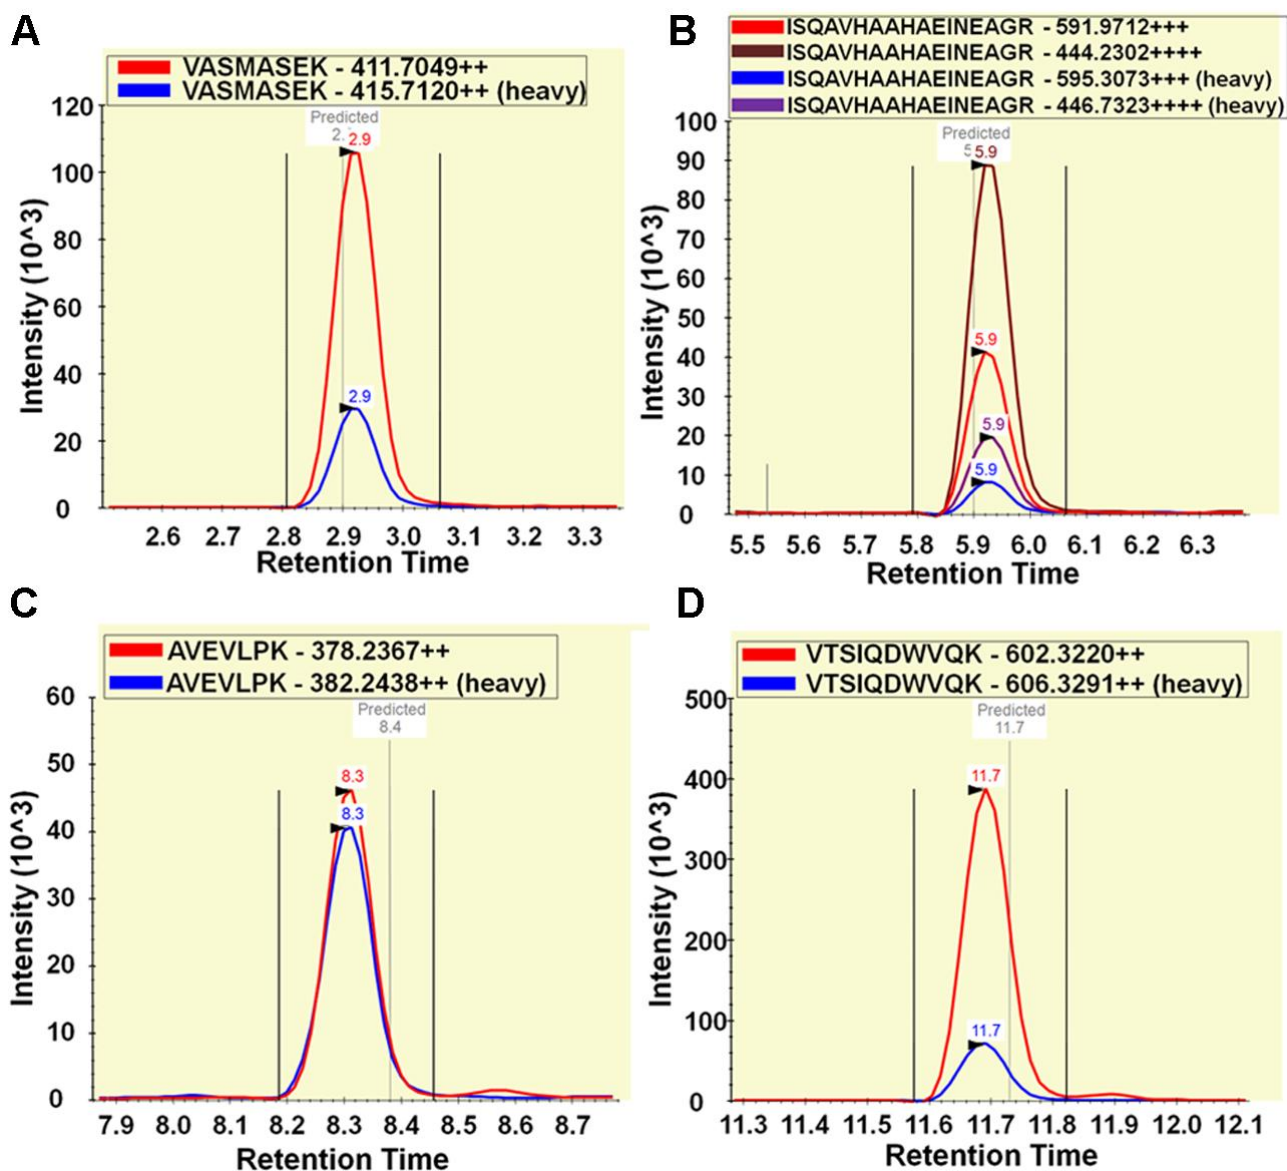 A
VASMASEK - 411.7049++
VASMASEK - 415.7120++ (heavy)
Intensity (10^3)
120
100
80
60
40
20
0
Predicted
2. 2.9
2.9
2.6 2.7 2.8 2.9 3.0 3.1 3.2 3.3
Retention Time
B
ISQAVHAAHAEINEAGR - 591.9712+++
ISQAVHAAHAEINEAGR - 444.2302++++
ISQAVHAAHAEINEAGR - 595.3073+++ (heavy)
ISQAVHAAHAEINEAGR - 446.7323++++ (heavy)
Intensity (10^3)
100
90
80
70
60
50
40
30
20
10
0
Predicted
5 5.9
5.9
5.9
5.9
5.5 5.6 5.7 5.8 5.9 6.0 6.1 6.2 6.3
Retention Time
C
AVEVLPK - 378.2367++
AVEVLPK - 382.2438++ (heavy)
Intensity (10^3)
60
50
40
30
20
10
0
Predicted
8.4
8.3
8.3
7.9 8.0 8.1 8.2 8.3 8.4 8.5 8.6 8.7
Retention Time
D
VTSIQDWVQK - 602.3220++
VTSIQDWVQK - 606.3291++ (heavy)
Intensity (10^3)
500
400
300
200
100
0
Predicted
11.7
11.7
11.7
11.3 11.4 11.5 11.6 11.7 11.8 11.9 12.0 12.1
Retention Time